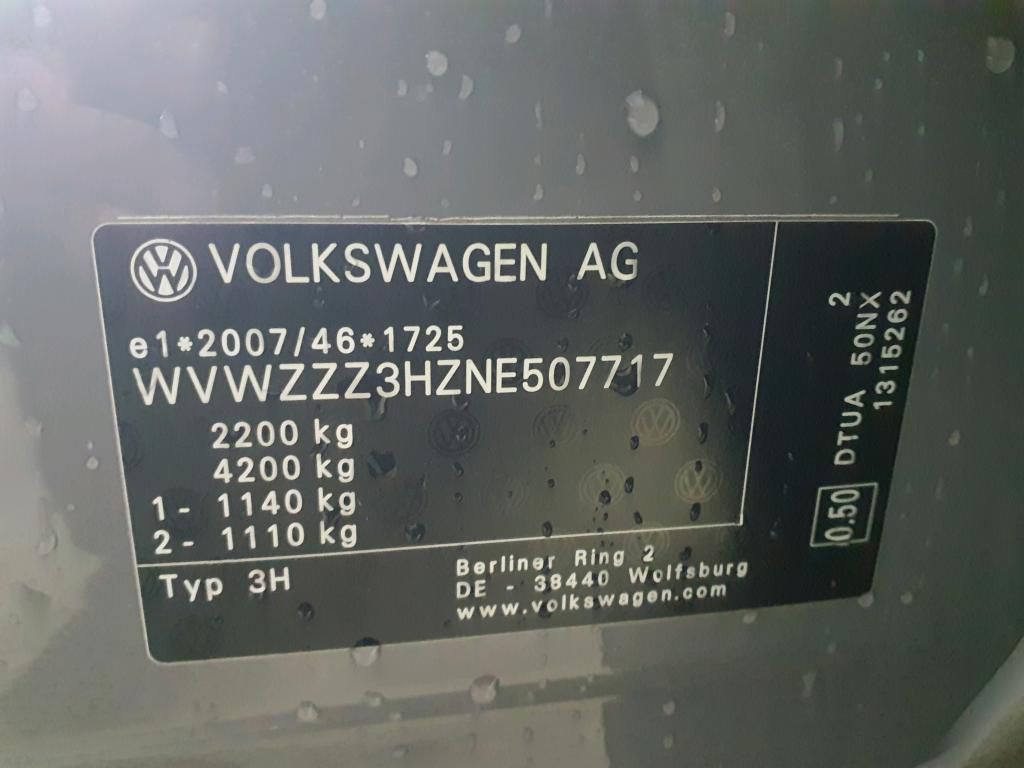 VOLKSWAGEN AG
e1*2007/46*1725
WVWZZZ3HZNE507717
2200 kg
4200 kg
1- 1140 kg
2- 1110 kg
Typ 3H
Berliner Ring 2
DE - 38440 Wolfsburg
www.volkswagen.com
0.50 DTUA 50NX 2
1315262